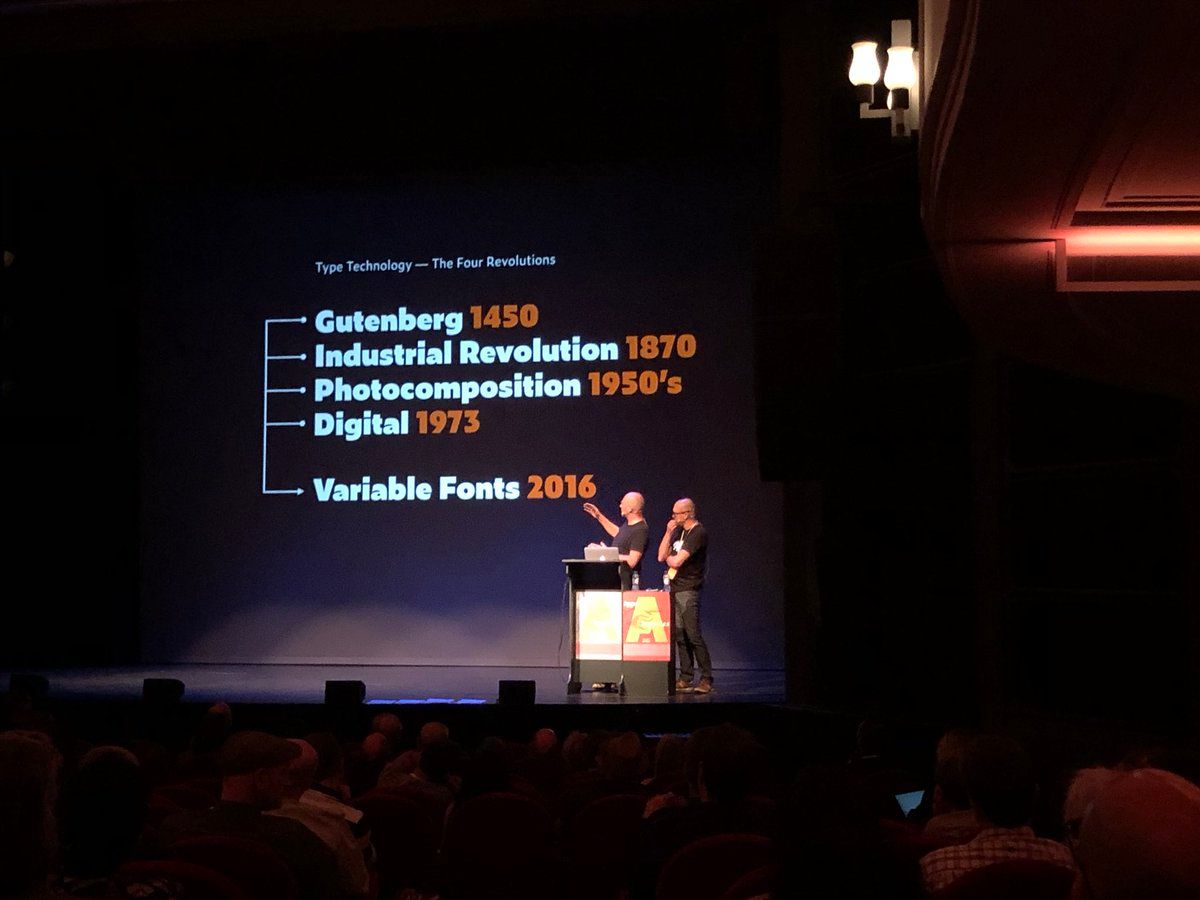 Type Technology — The Four Revolutions
Gutenberg 1450
Industrial Revolution 1870
Photocomposition 1950's
Digital 1973
Variable Fonts 2016
A